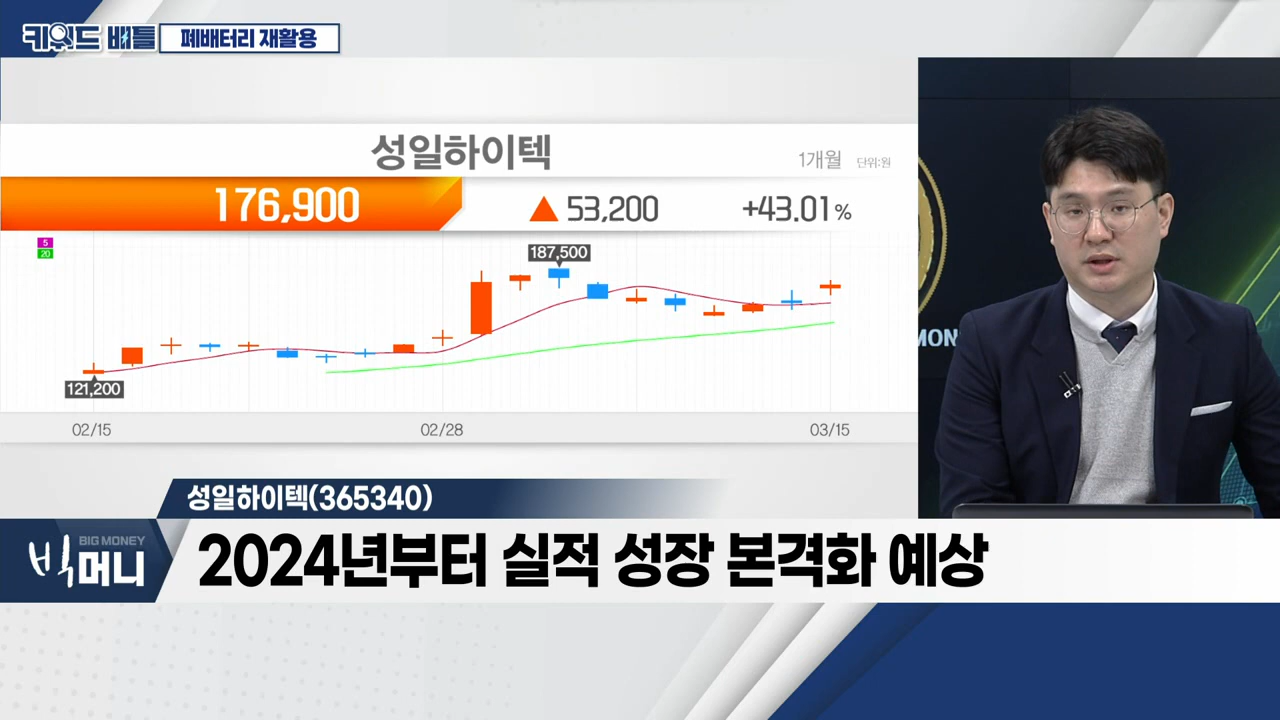 키워드 배틀 폐배터리 재활용
성일하이텍
1개월 단위:원
176,900 ▲ 53,200 +43.01%
5
20
187,500
121,200
02/15 02/28 03/15
MON
성일하이텍(365340)
BIG MONEY
빅머니
2024년부터 실적 성장 본격화 예상